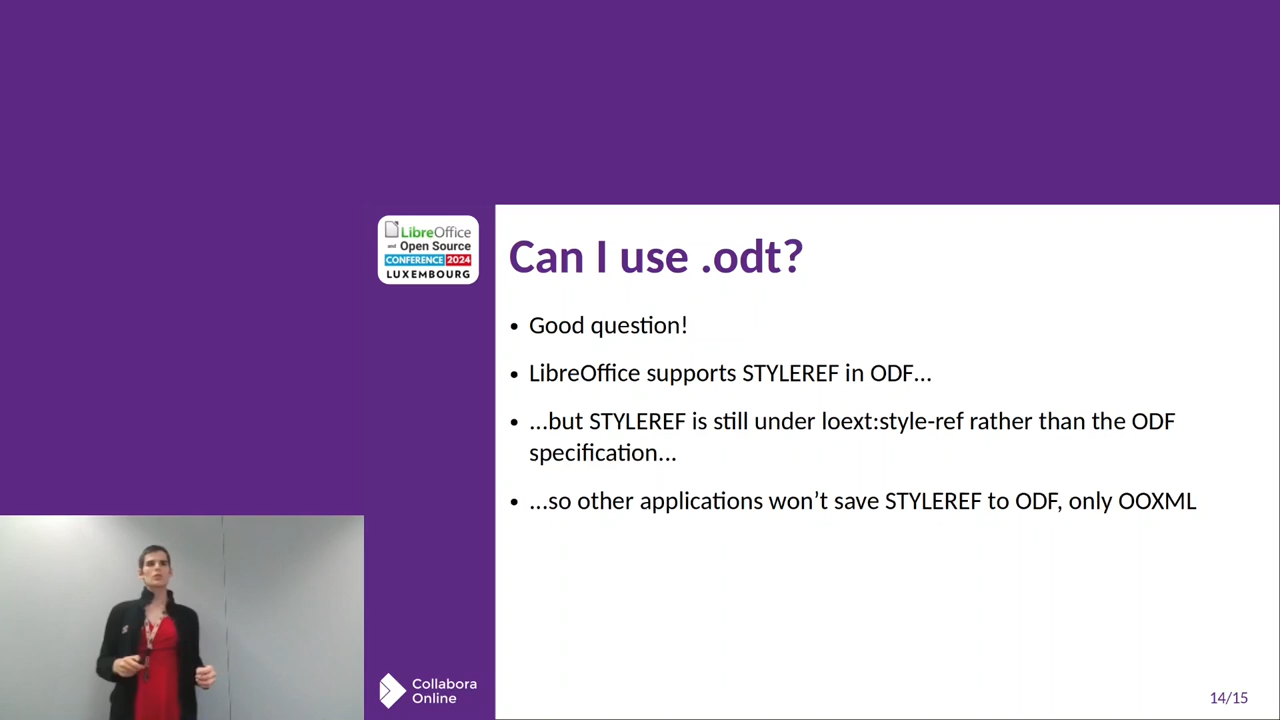 LibreOffice
and Open Source
CONFERENCE 2024
LUXEMBOURG
Can I use .odt?
• Good question!
• LibreOffice supports STYLEREF in ODF...
• ...but STYLEREF is still under loext:style-ref rather than the ODF
specification...
• ...so other applications won’t save STYLEREF to ODF, only OOXML
Collabora
Online
14/15